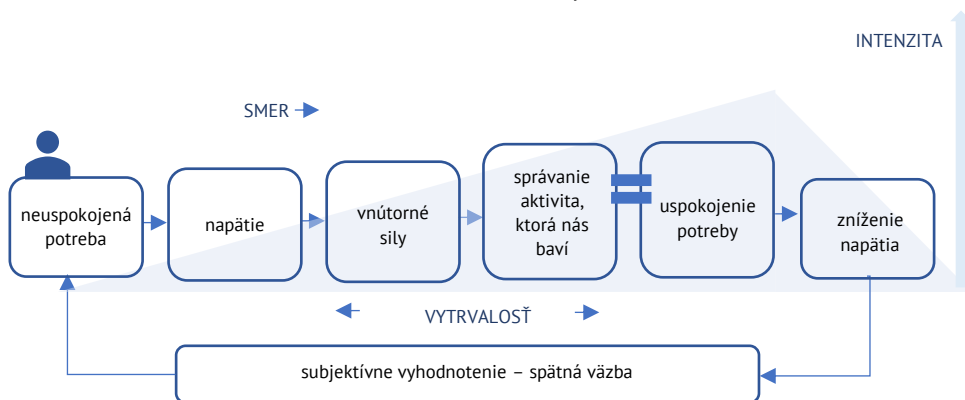 INTENZITA
SMER
neuspokojená
potreba
napätie
vnútorné
sily
správanie
aktivita,
ktorá nás
baví
uspokojenie
potreby
zníženie
napätia
VYTRVALOSŤ
subjektívne vyhodnotenie – spätná väzba